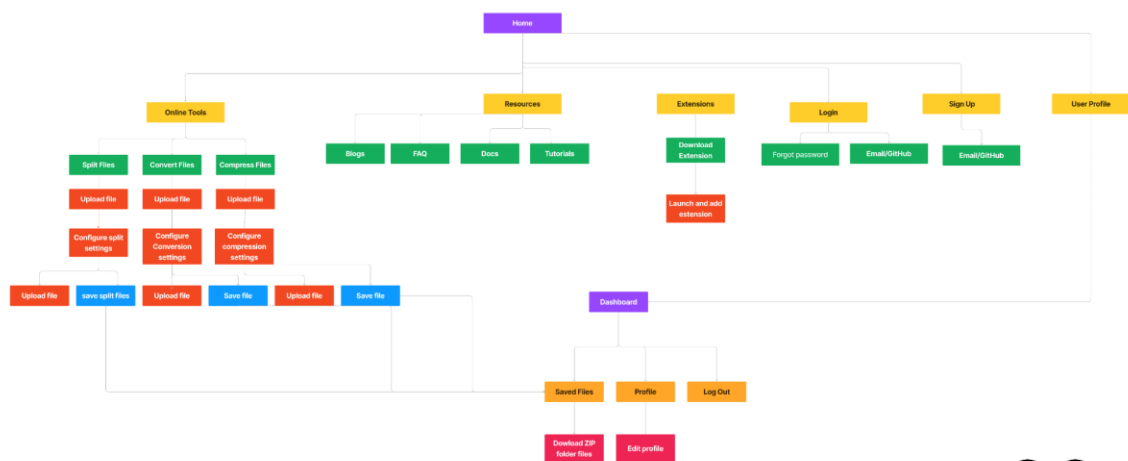 Home
Online Tools
Resources
Extensions
Login
Sign Up
User Profile
Split Files
Convert Files
Compress Files
Blogs
FAQ
Docs
Tutorials
Download
Extension
Forgot password
Email/GitHub
Email/GitHub
Upload file
Upload file
Upload file
Launch and add
extension
Configure split
settings
Configure
Conversion
settings
Configure
compression
settings
Upload file
save split files
Upload file
Save file
Upload file
Save file
Dashboard
Saved Files
Profile
Log Out
Dowload ZIP
folder files
Edit profile